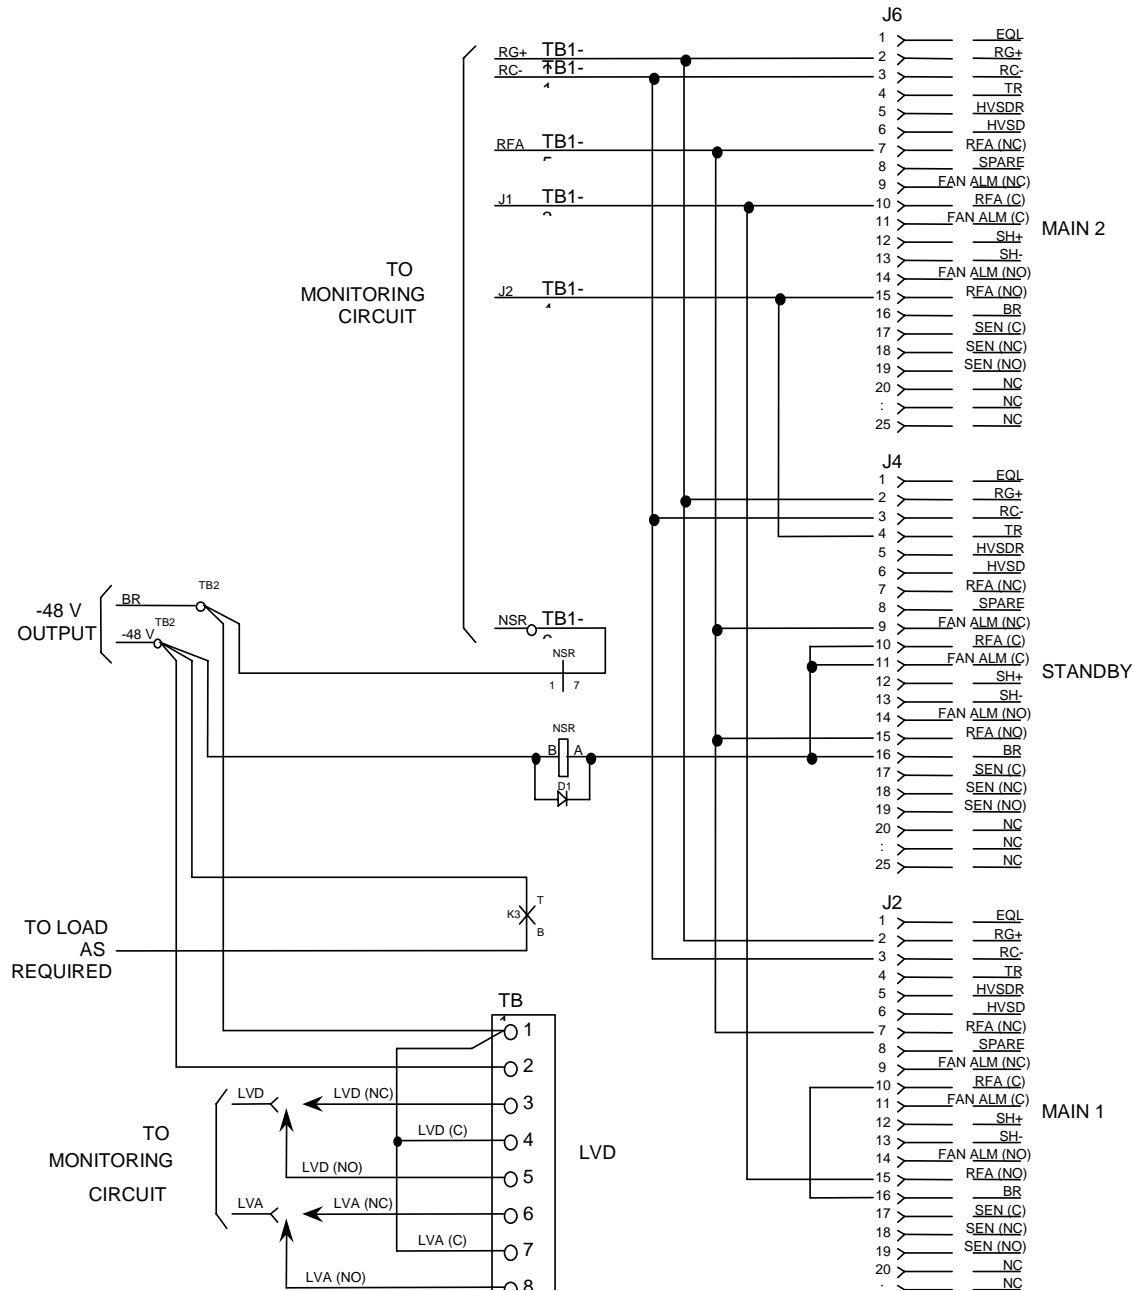 J6
1 EQL
RG+ TB1-
2 RG+
RC- TB1-
3 RC-
4 TR
5 HVSDR
6 HVSD
RFA TB1-
7 RFA (NC)
8 SPARE
9 FAN ALM (NC)
J1 TB1-
10 RFA (C)
11 FAN ALM (C)
MAIN 2
12 SH+
13 SH-
14 FAN ALM (NO)
TO
MONITORING
CIRCUIT
J2 TB1-
15 RFA (NO)
16 BR
17 SEN (C)
18 SEN (NC)
19 SEN (NO)
20 NC
: NC
25 NC
J4
1 EQL
2 RG+
3 RC-
4 TR
5 HVSDR
6 HVSD
7 RFA (NC)
8 SPARE
9 FAN ALM (NC)
10 RFA (C)
11 FAN ALM (C)
STANDBY
12 SH+
13 SH-
14 FAN ALM (NO)
15 RFA (NO)
16 BR
17 SEN (C)
18 SEN (NC)
19 SEN (NO)
20 NC
: NC
25 NC
-48 V
OUTPUT
BR
TB2
-48 V
TB2
NSR TB1-
NSR
1 7
NSR
B A
D1
K3
T
B
TO LOAD
AS
REQUIRED
J2
1 EQL
2 RG+
3 RC-
4 TR
5 HVSDR
6 HVSD
7 RFA (NC)
8 SPARE
9 FAN ALM (NC)
10 RFA (C)
11 FAN ALM (C)
MAIN 1
12 SH+
13 SH-
14 FAN ALM (NO)
15 RFA (NO)
16 BR
17 SEN (C)
18 SEN (NC)
19 SEN (NO)
20 NC
NC
TB
1
2
LVD LVD (NC) 3
LVD (C) 4
LVD (NO) 5
LVA LVA (NC) 6
LVA (C) 7
LVA (NO) 8
LVD
TO
MONITORING
CIRCUIT